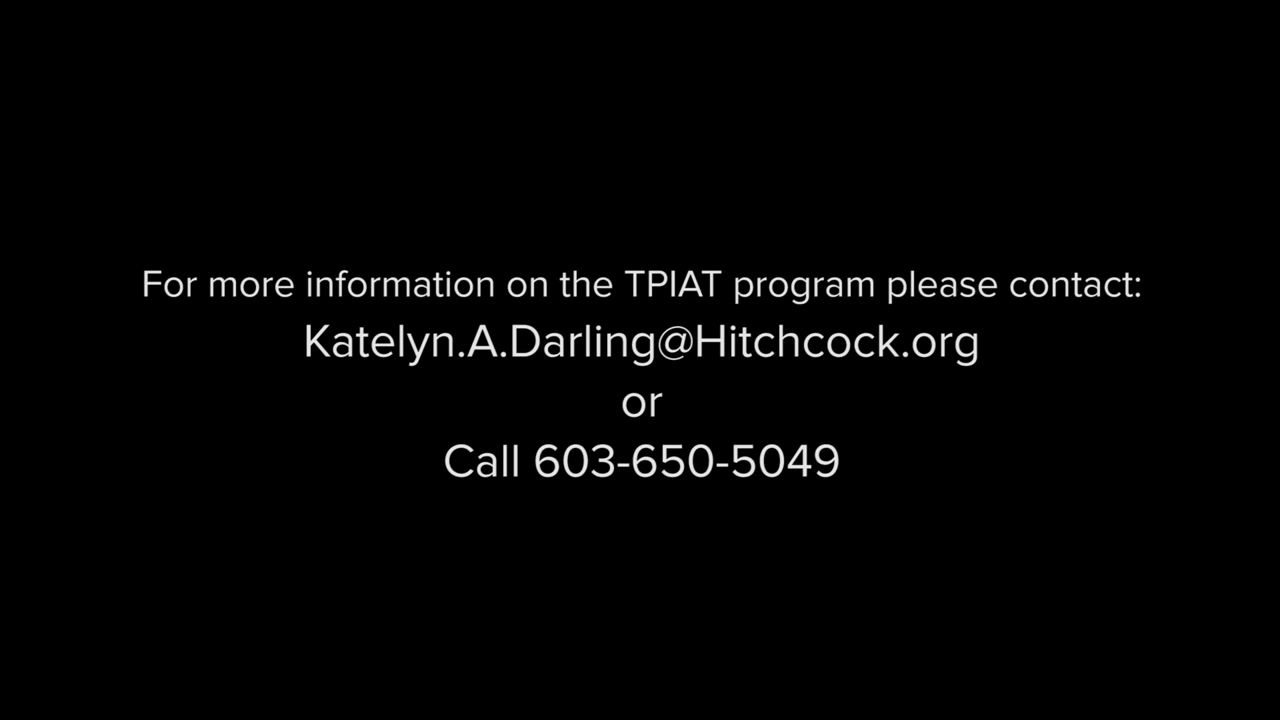 For more information on the TPIAT program please contact:
Katelyn.A.Darling@Hitchcock.org
or
Call 603-650-5049